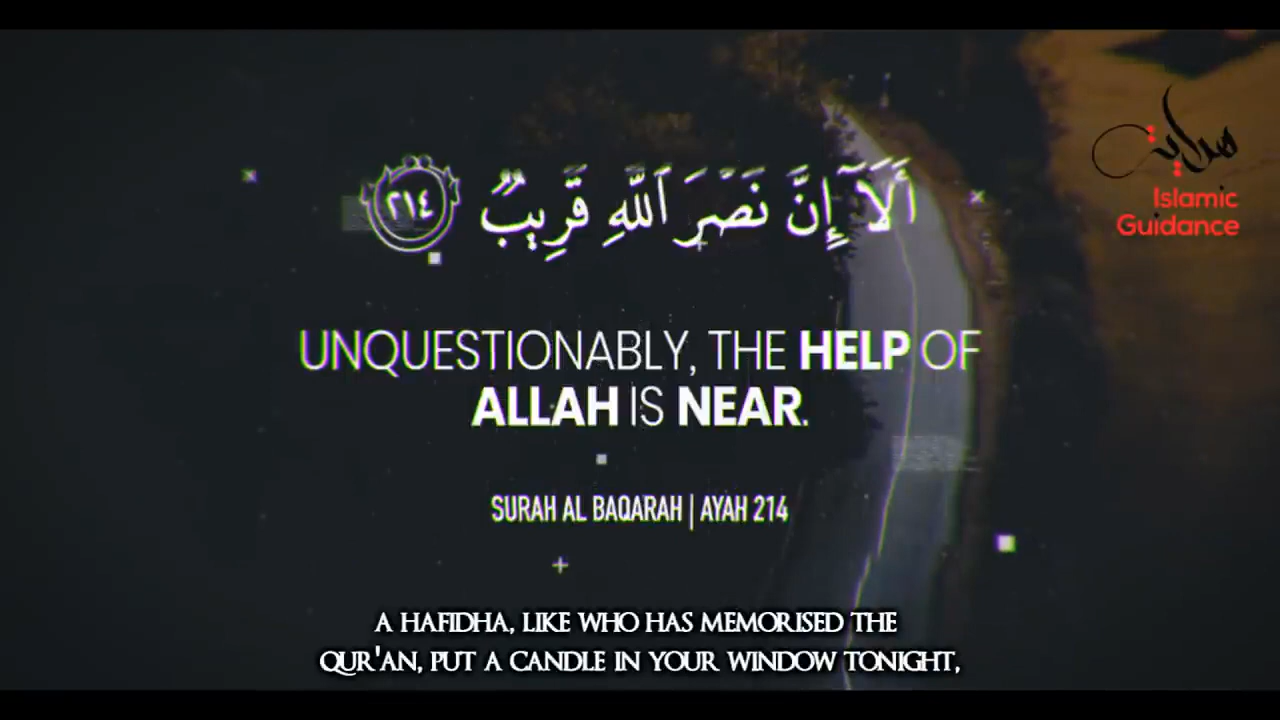 أَلَآ إِنَّ نَصْرَ ٱللَّهِ قَرِيبٌ ٢١٤
هداية
Islamic
Guidance
UNQUESTIONABLY, THE HELP OF
ALLAH IS NEAR.
SURAH AL BAQARAH | AYAH 214
A HAFIDHA, LIKE WHO HAS MEMORISED THE
QUR'AN, PUT A CANDLE IN YOUR WINDOW TONIGHT,